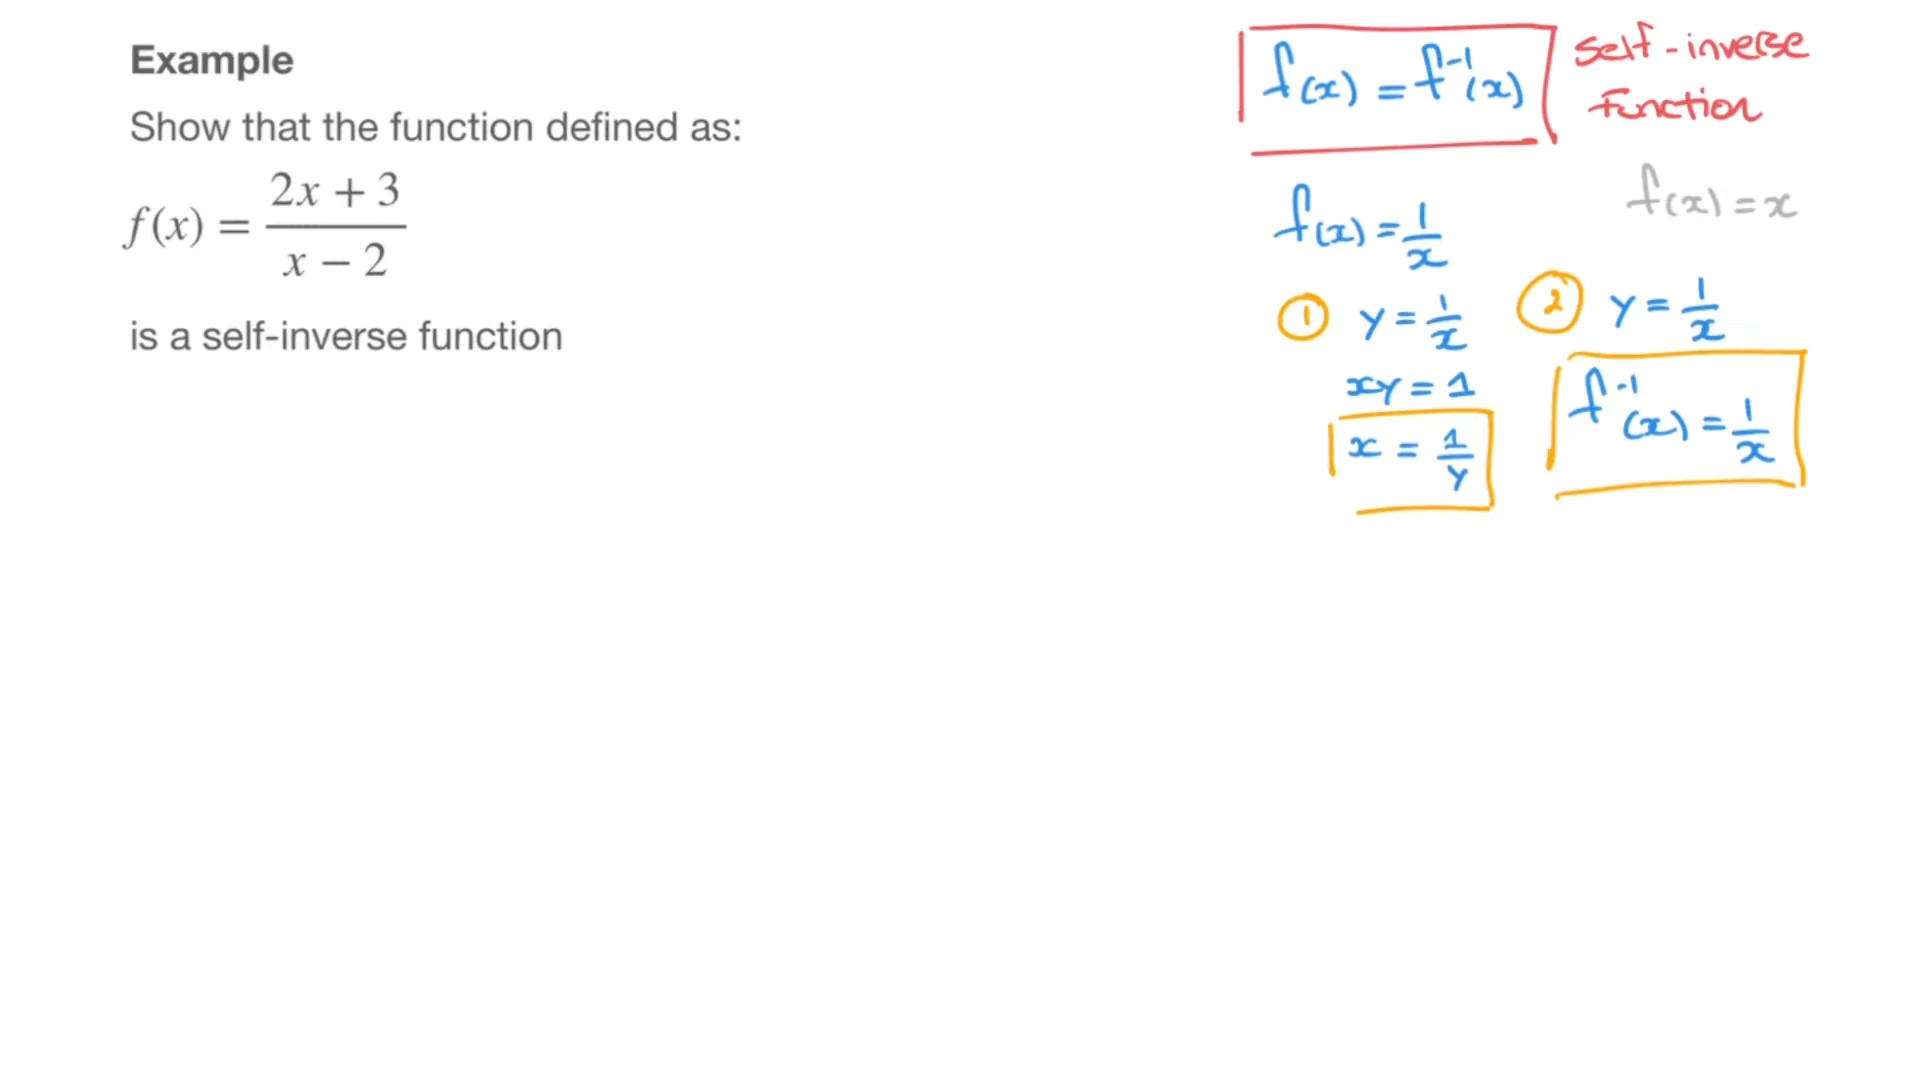 Example
Show that the function defined as:
f(x) = (2x + 3)/(x − 2)
is a self-inverse function
f(x) = f⁻¹(x)
self-inverse
function
f(x) = 1/x
f(x) = x
① y = 1/x
xy = 1
x = 1/y
② y = 1/x
f⁻¹(x) = 1/x